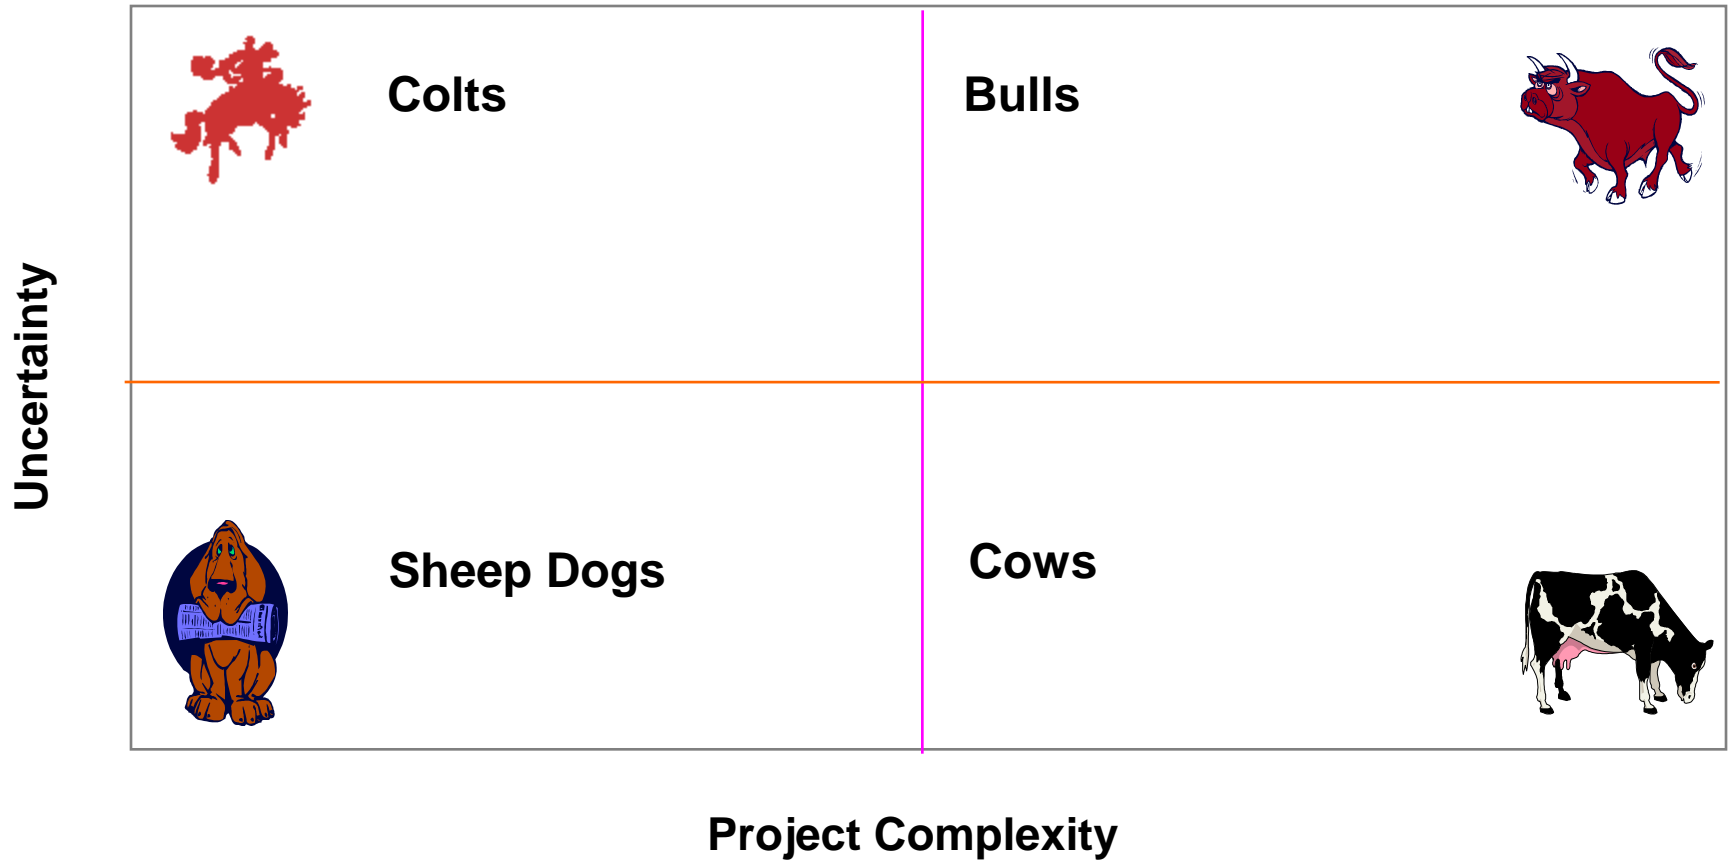 Colts
Bulls
Uncertainty
Sheep Dogs
Cows
Project Complexity